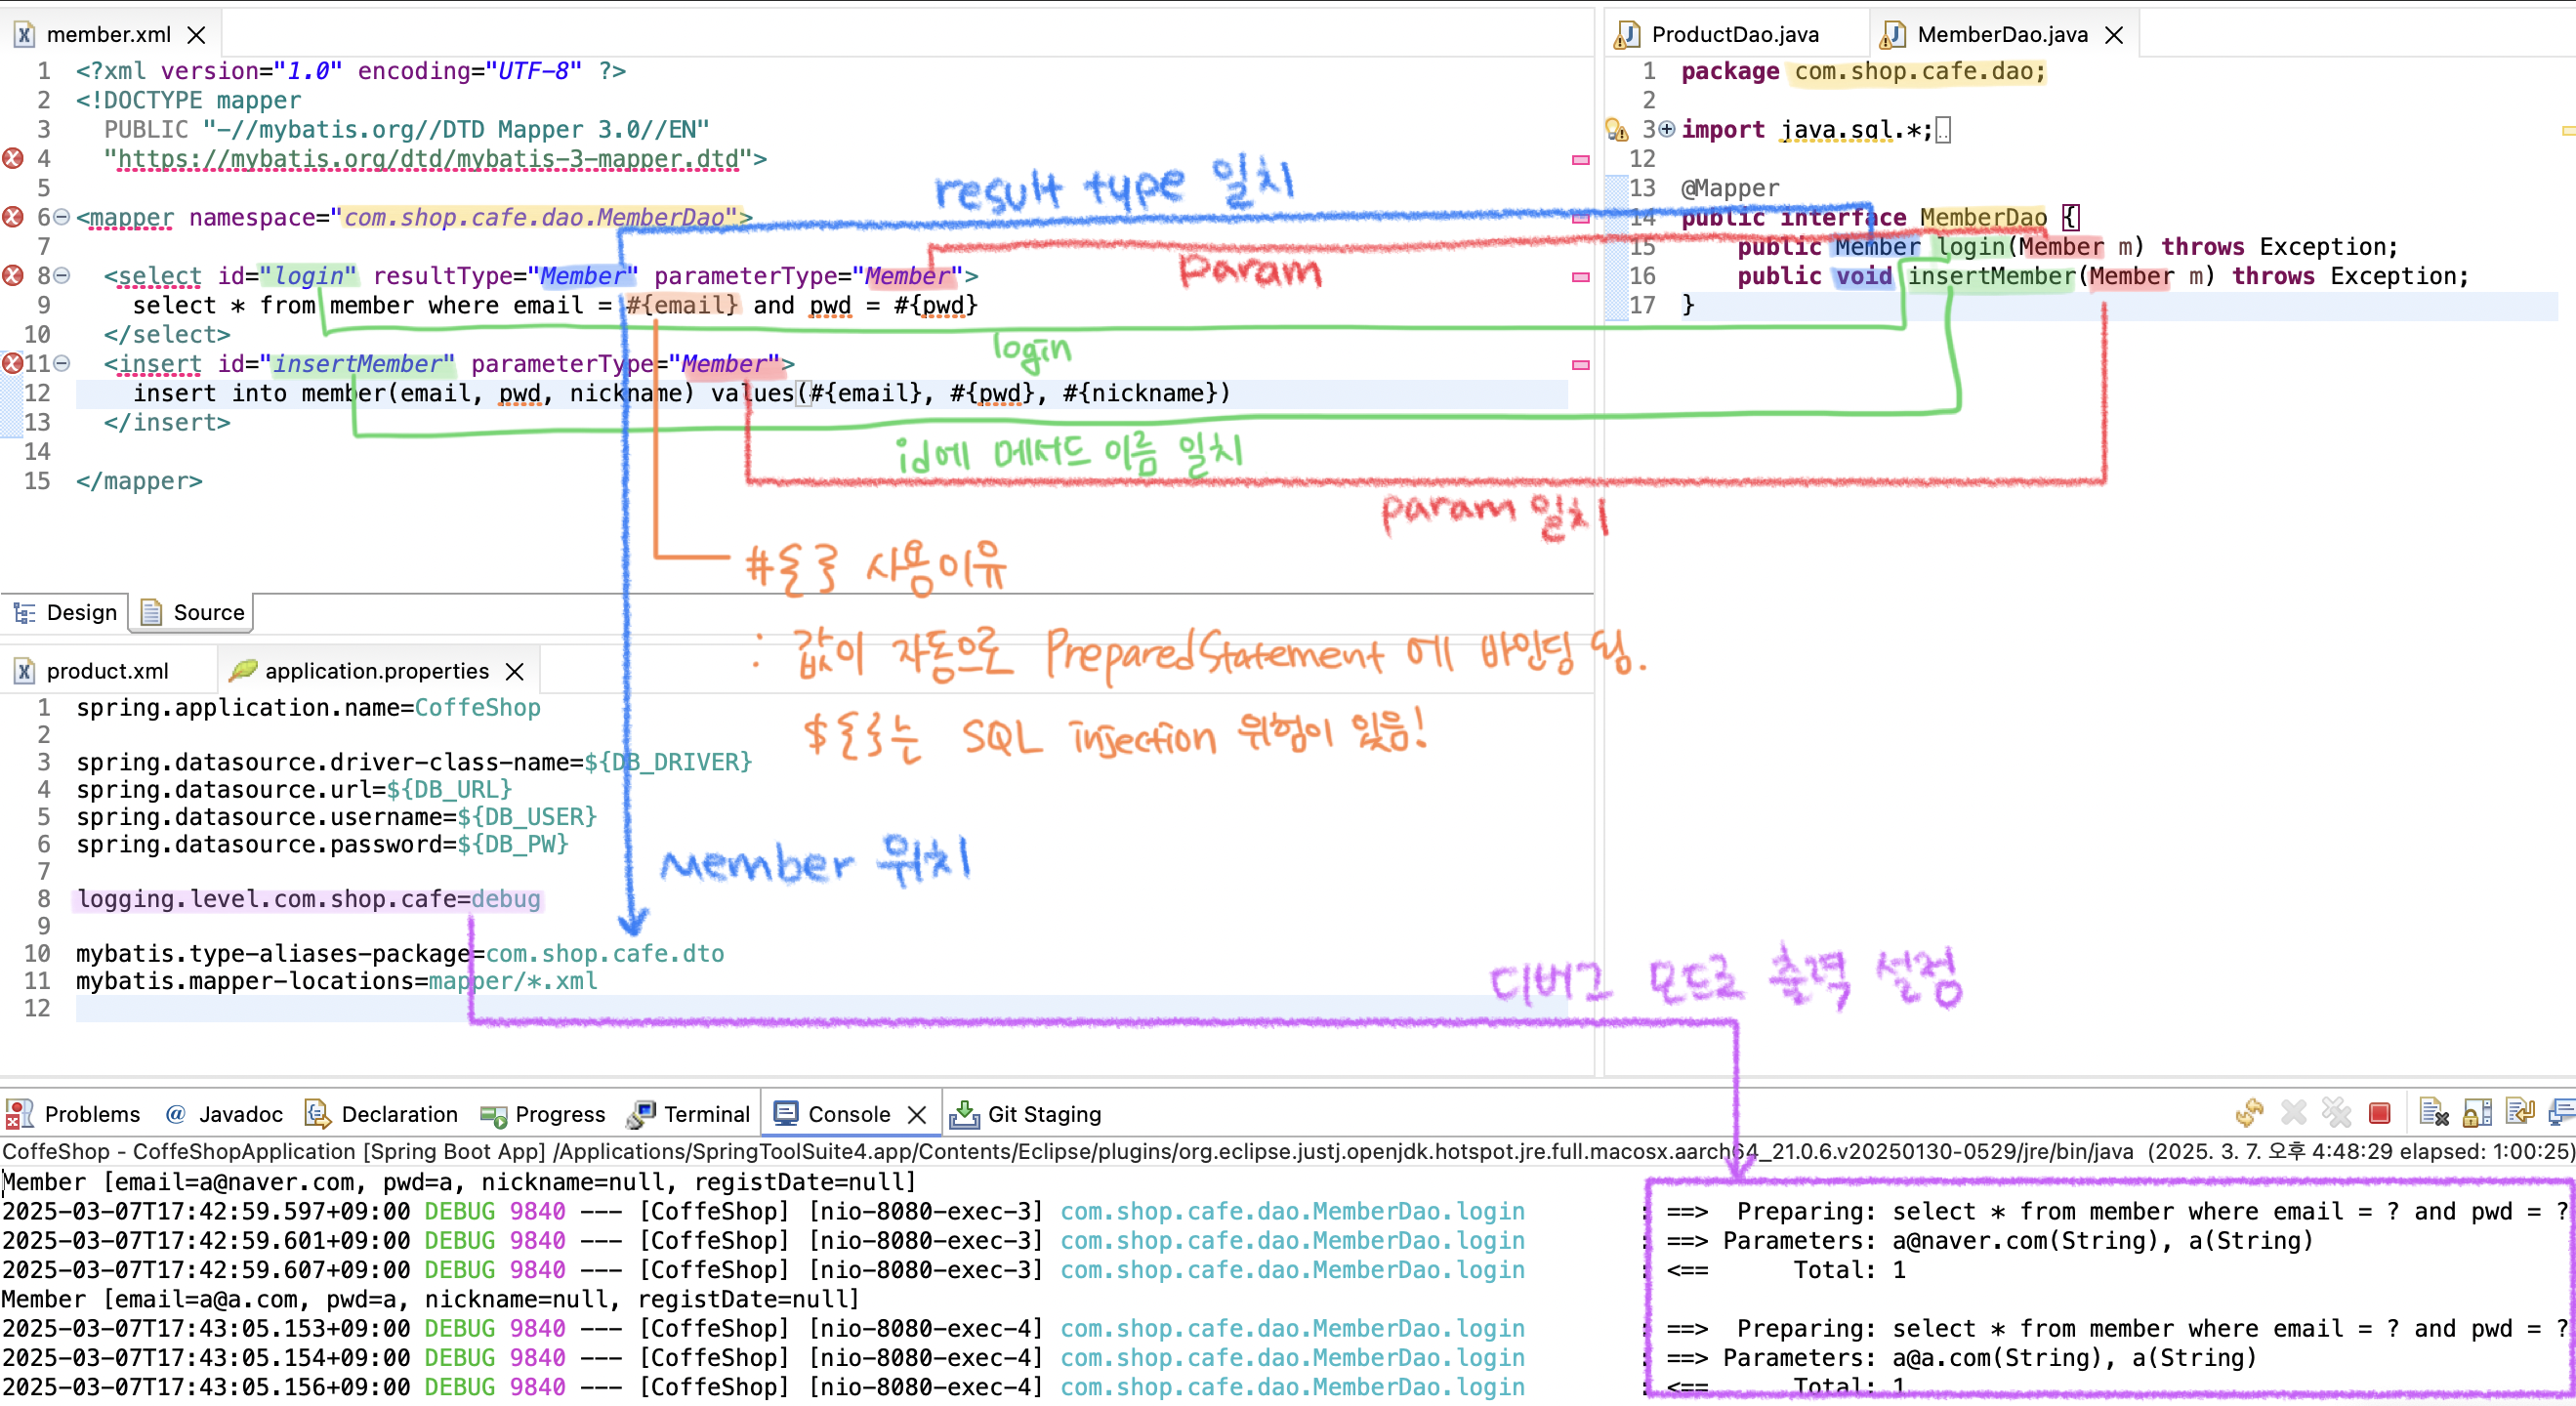 member.xml
1 <?xml version="1.0" encoding="UTF-8" ?>
2 <!DOCTYPE mapper
3 PUBLIC "-//mybatis.org//DTD Mapper 3.0//EN"
4 "https://mybatis.org/dtd/mybatis-3-mapper.dtd">
5
6 <mapper namespace="com.shop.cafe.dao.MemberDao">
7
8 <select id="login" resultType="Member" parameterType="Member">
9 select * from member where email = #{email} and pwd = #{pwd}
10 </select>
11 <insert id="insertMember" parameterType="Member">
12 insert into member(email, pwd, nickname) values(#{email}, #{pwd}, #{nickname})
13 </insert>
14
15 </mapper>
result type 일치
param
login
id에 메서드 이름 일치
param 일치
#{} 사용이유
: 값이 자동으로 PreparedStatement 에 바인딩 됨.
${}는 SQL injection 위험이 있음!
Design Source
ProductDao.java MemberDao.java
1 package com.shop.cafe.dao;
2
3 import java.sql.*;
12
13 @Mapper
14 public interface MemberDao {
15 public Member login(Member m) throws Exception;
16 public void insertMember(Member m) throws Exception;
17 }
product.xml application.properties
1 spring.application.name=CoffeShop
2
3 spring.datasource.driver-class-name=${DB_DRIVER}
4 spring.datasource.url=${DB_URL}
5 spring.datasource.username=${DB_USER}
6 spring.datasource.password=${DB_PW}
7
8 logging.level.com.shop.cafe=debug
9
10 mybatis.type-aliases-package=com.shop.cafe.dto
11 mybatis.mapper-locations=mapper/*.xml
12
Member 위치
디버그 모드로 출력 설정
Problems @ Javadoc Declaration Progress Terminal Console Git Staging
CoffeShop - CoffeShopApplication [Spring Boot App] /Applications/SpringToolSuite4.app/Contents/Eclipse/plugins/org.eclipse.justj.openjdk.hotspot.jre.full.macosx.aarch64_21.0.6.v20250130-0529/jre/bin/java (2025. 3. 7. 오후 4:48:29 elapsed: 1:00:25)
Member [email=a@naver.com, pwd=a, nickname=null, registDate=null]
2025-03-07T17:42:59.597+09:00 DEBUG 9840 --- [CoffeShop] [nio-8080-exec-3] com.shop.cafe.dao.MemberDao.login : ==> Preparing: select * from member where email = ? and pwd = ?
2025-03-07T17:42:59.601+09:00 DEBUG 9840 --- [CoffeShop] [nio-8080-exec-3] com.shop.cafe.dao.MemberDao.login : ==> Parameters: a@naver.com(String), a(String)
2025-03-07T17:42:59.607+09:00 DEBUG 9840 --- [CoffeShop] [nio-8080-exec-3] com.shop.cafe.dao.MemberDao.login : <== Total: 1
Member [email=a@a.com, pwd=a, nickname=null, registDate=null]
2025-03-07T17:43:05.153+09:00 DEBUG 9840 --- [CoffeShop] [nio-8080-exec-4] com.shop.cafe.dao.MemberDao.login : ==> Preparing: select * from member where email = ? and pwd = ?
2025-03-07T17:43:05.154+09:00 DEBUG 9840 --- [CoffeShop] [nio-8080-exec-4] com.shop.cafe.dao.MemberDao.login : ==> Parameters: a@a.com(String), a(String)
2025-03-07T17:43:05.156+09:00 DEBUG 9840 --- [CoffeShop] [nio-8080-exec-4] com.shop.cafe.dao.MemberDao.login : <== Total: 1